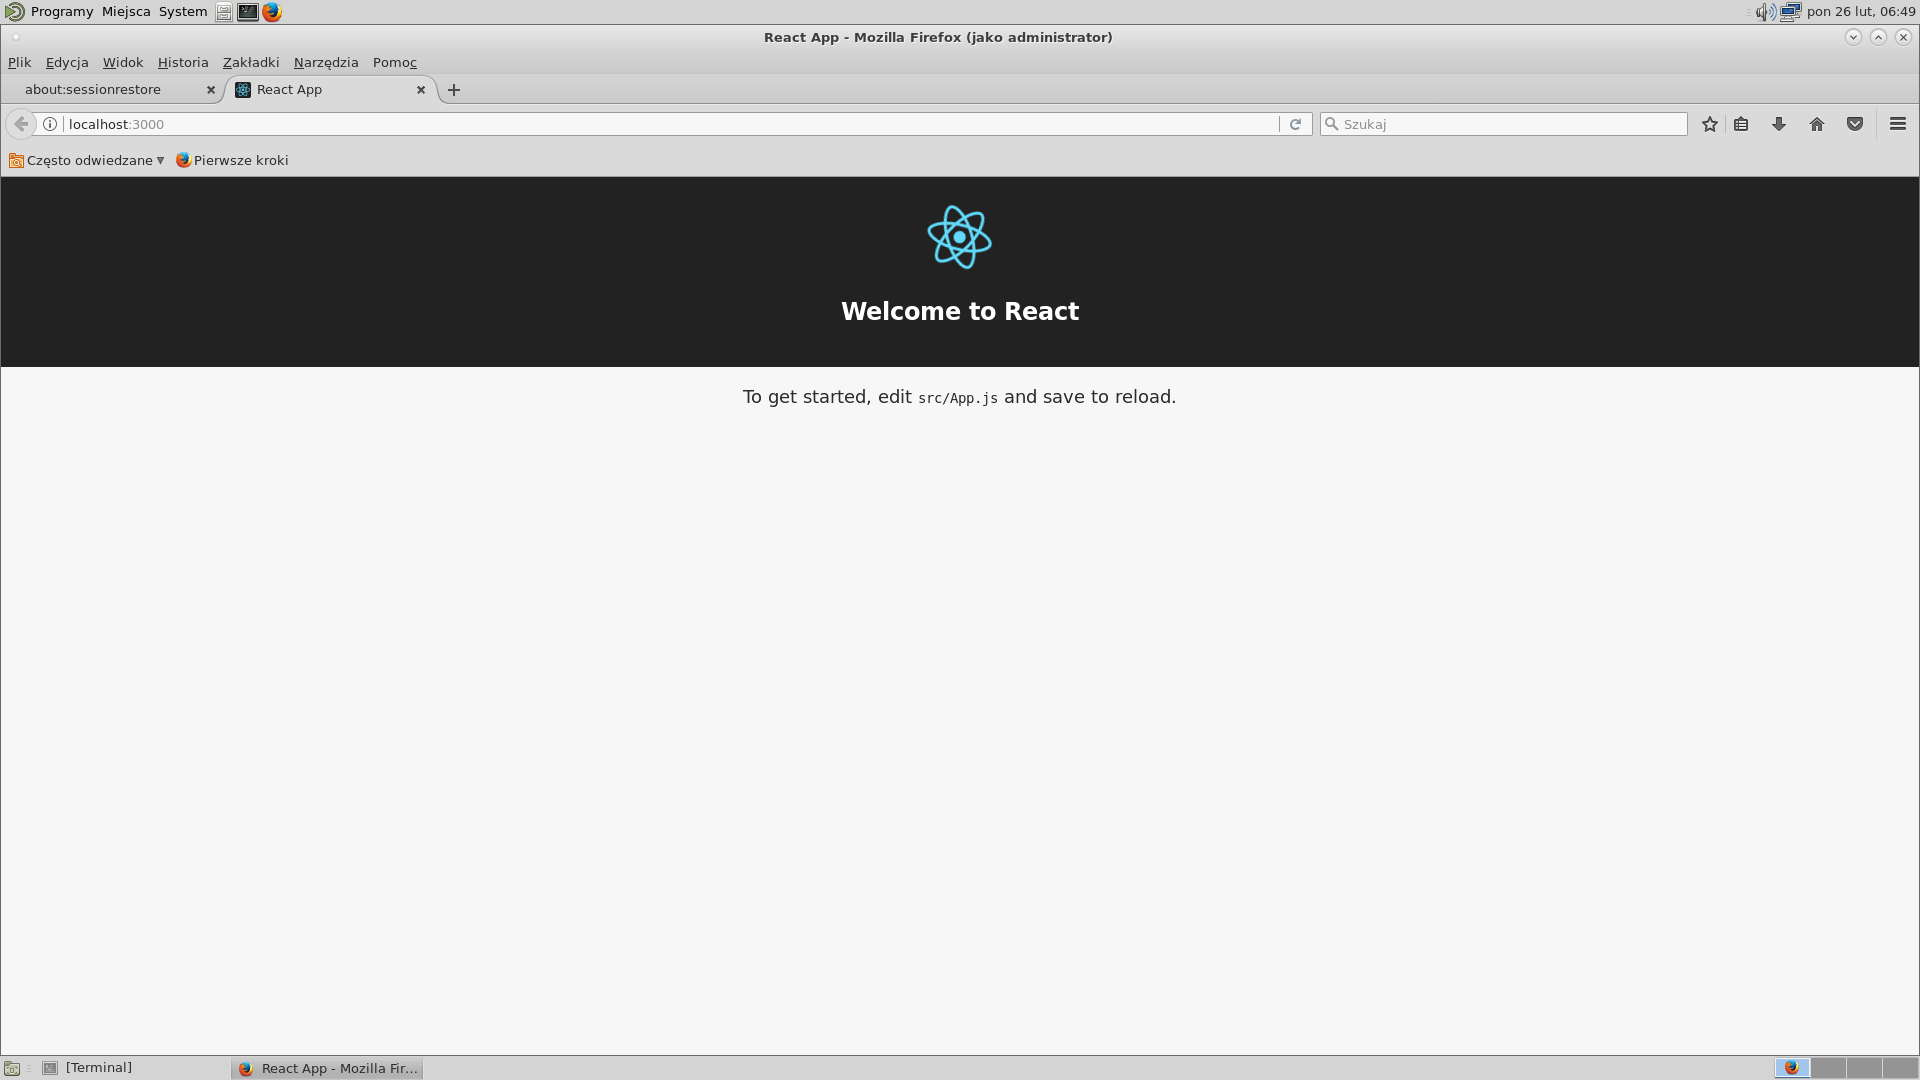 Programy Miejsca System
pon 26 lut, 06:49
React App - Mozilla Firefox (jako administrator)
Plik Edycja Widok Historia Zakładki Narzędzia Pomoc
about:sessionrestore
React App
localhost:3000
Szukaj
Często odwiedzane
Pierwsze kroki
Welcome to React
To get started, edit src/App.js and save to reload.
[Terminal]
React App - Mozilla Fir...